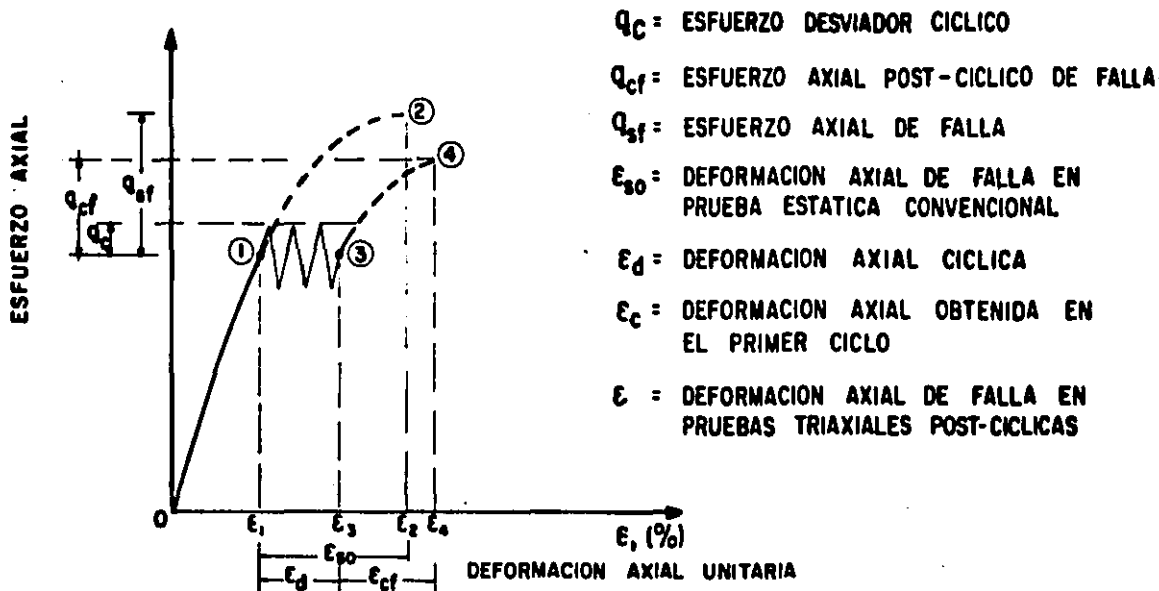 q_c = ESFUERZO DESVIADOR CICLICO
q_cf = ESFUERZO AXIAL POST-CICLICO DE FALLA
q_sf = ESFUERZO AXIAL DE FALLA
ε_so = DEFORMACION AXIAL DE FALLA EN
PRUEBA ESTATICA CONVENCIONAL
ε_d = DEFORMACION AXIAL CICLICA
ε_c = DEFORMACION AXIAL OBTENIDA EN
EL PRIMER CICLO
ε = DEFORMACION AXIAL DE FALLA EN
PRUEBAS TRIAXIALES POST-CICLICAS
ESFUERZO AXIAL
q_cf
q_sf
q_c
1
2
3
4
0
ε₁
ε₃
ε₂
ε₄
ε, (%)
ε_so
ε_d
ε_cf
DEFORMACION AXIAL UNITARIA